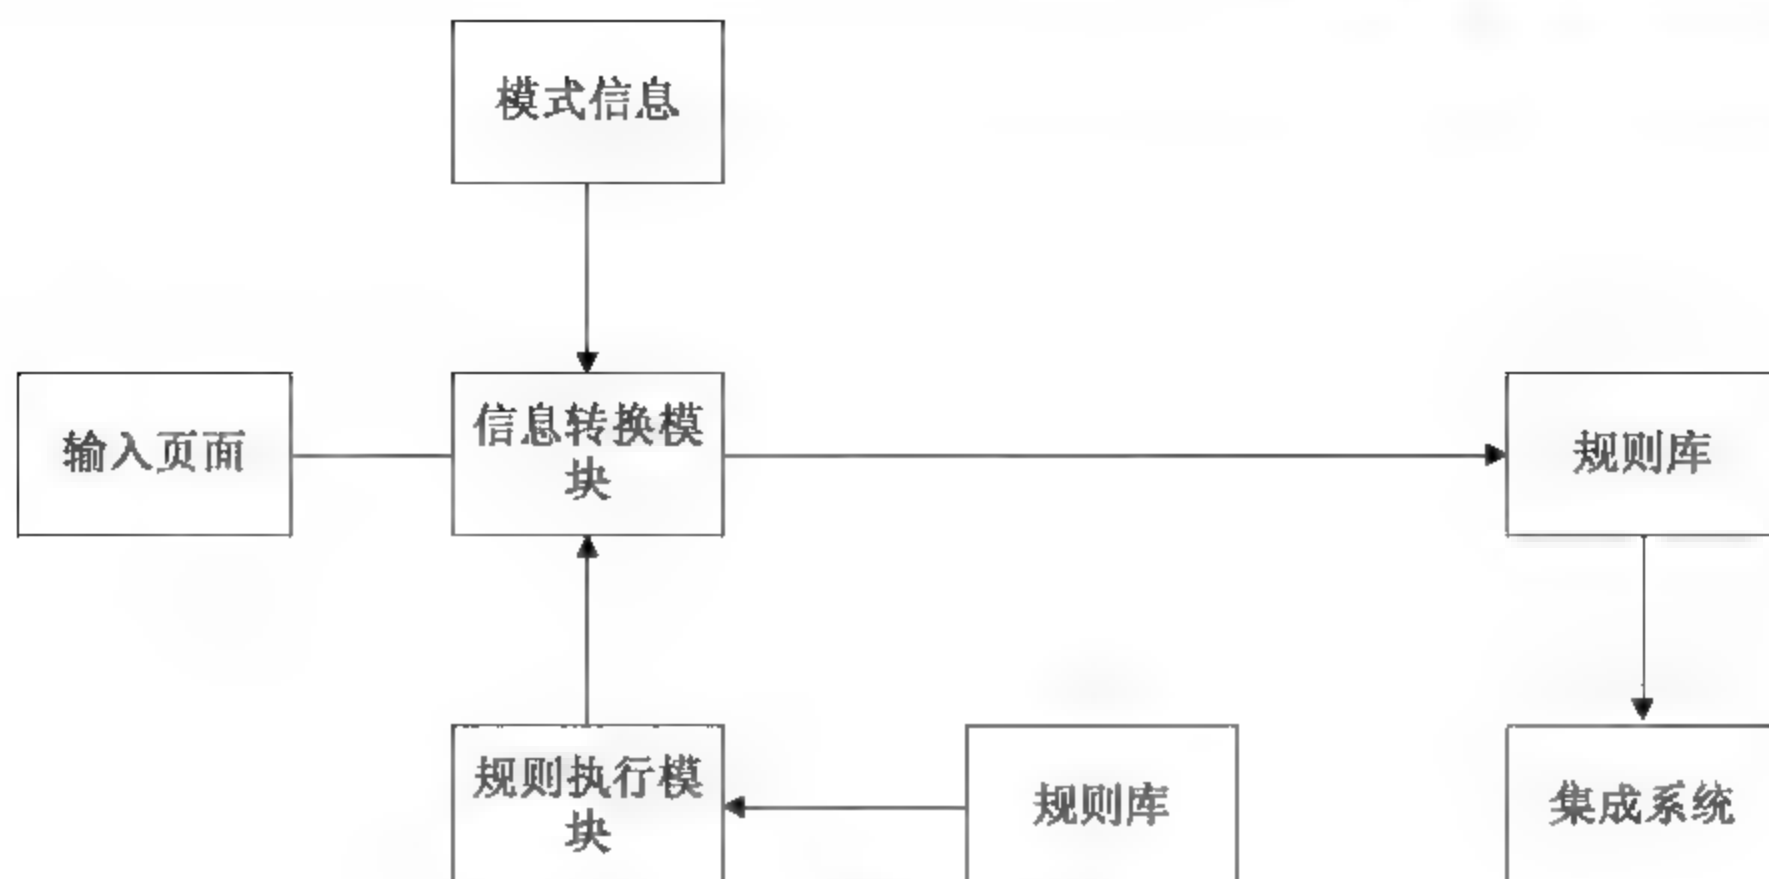 模式信息
输入页面
信息转换模
块
规则库
规则执行模
块
规则库
集成系统